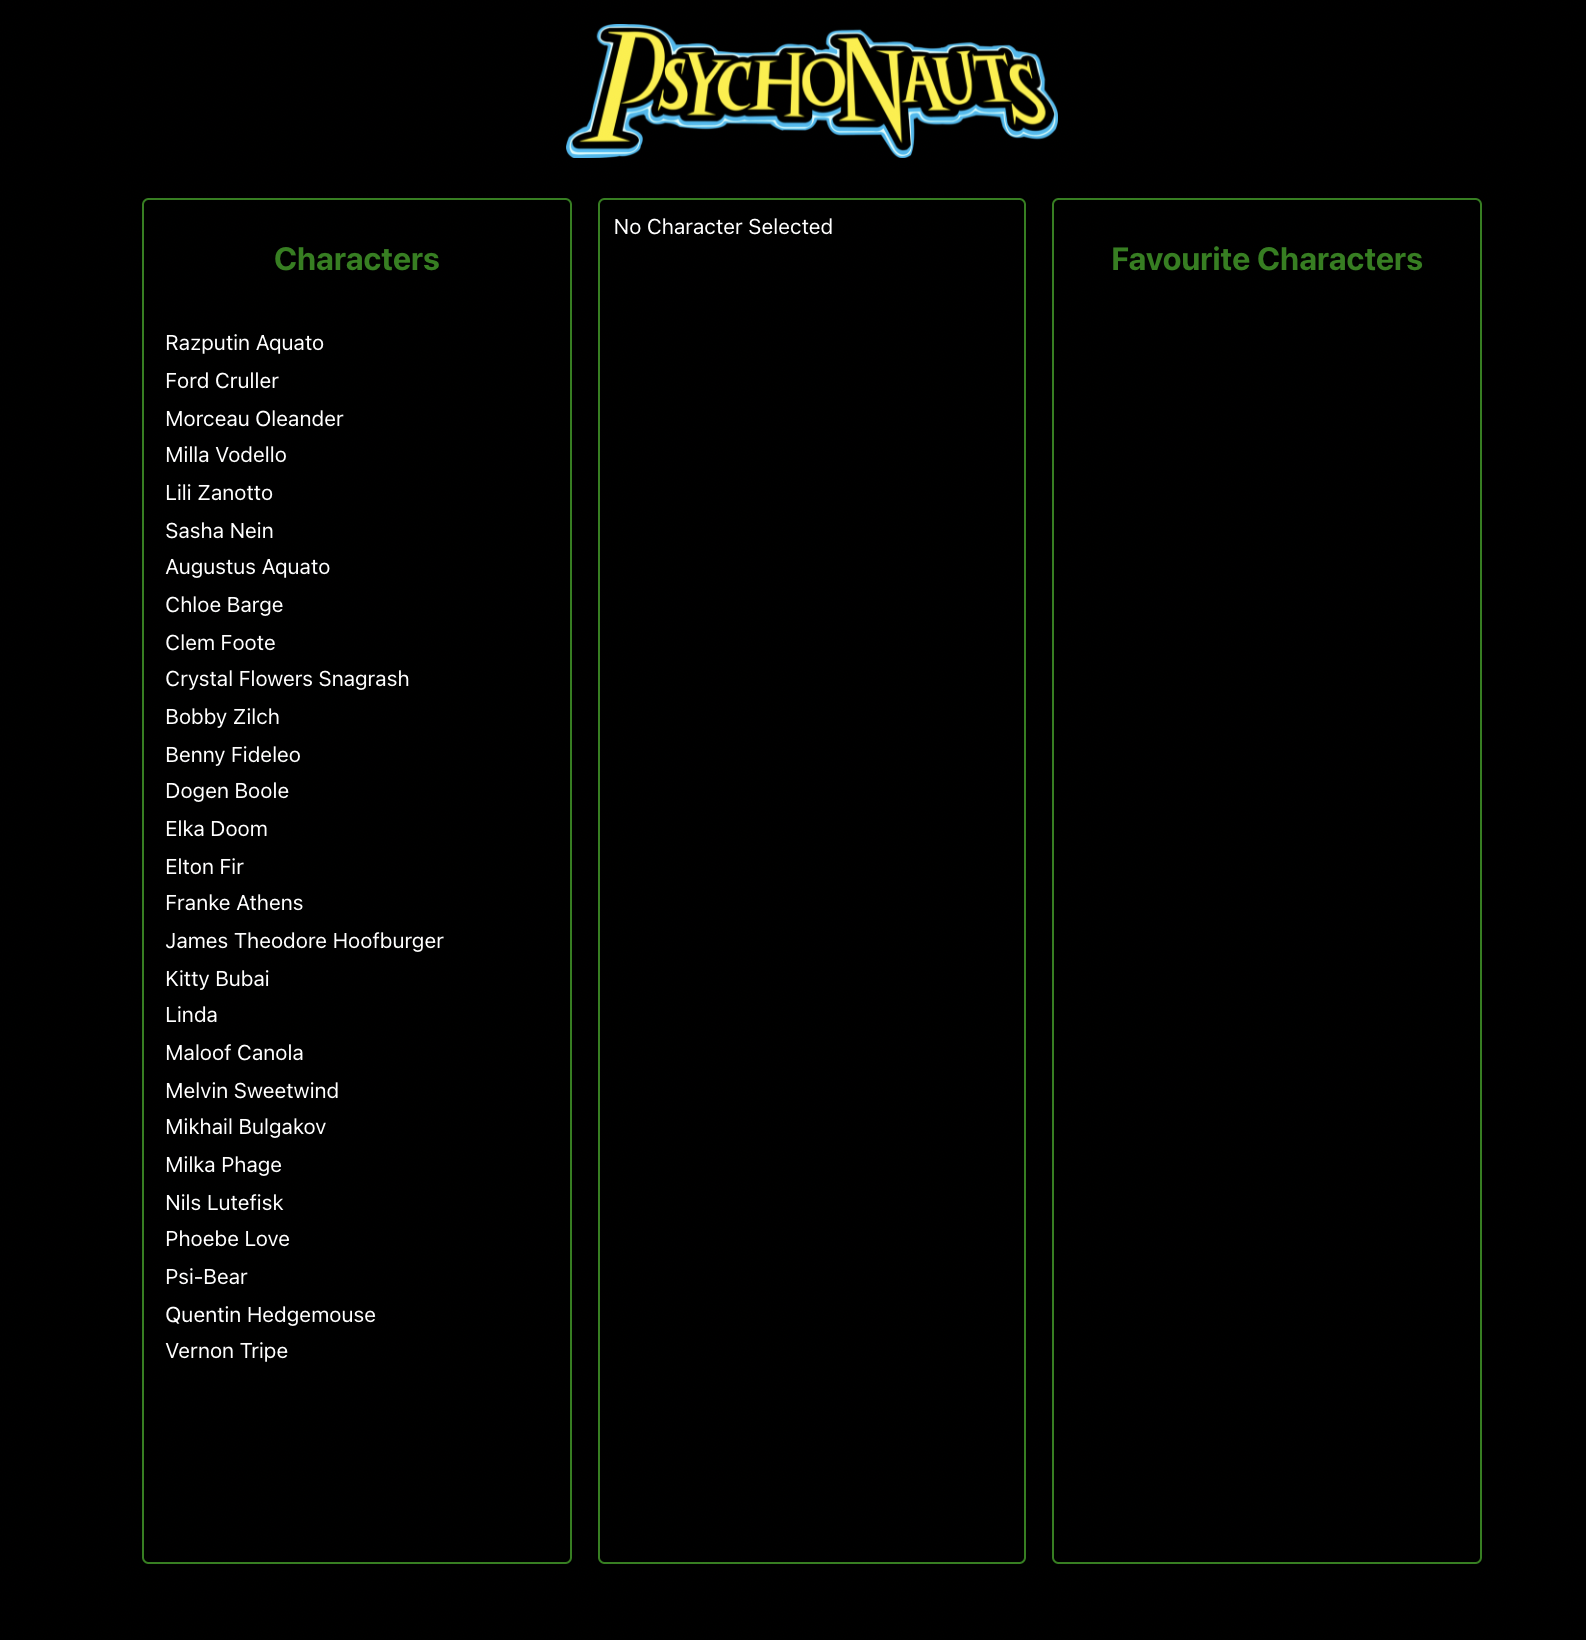 PSYCHONAUTS
Characters
Razputin Aquato
Ford Cruller
Morceau Oleander
Milla Vodello
Lili Zanotto
Sasha Nein
Augustus Aquato
Chloe Barge
Clem Foote
Crystal Flowers Snagrash
Bobby Zilch
Benny Fideleo
Dogen Boole
Elka Doom
Elton Fir
Franke Athens
James Theodore Hoofburger
Kitty Bubai
Linda
Maloof Canola
Melvin Sweetwind
Mikhail Bulgakov
Milka Phage
Nils Lutefisk
Phoebe Love
Psi-Bear
Quentin Hedgemouse
Vernon Tripe
No Character Selected
Favourite Characters